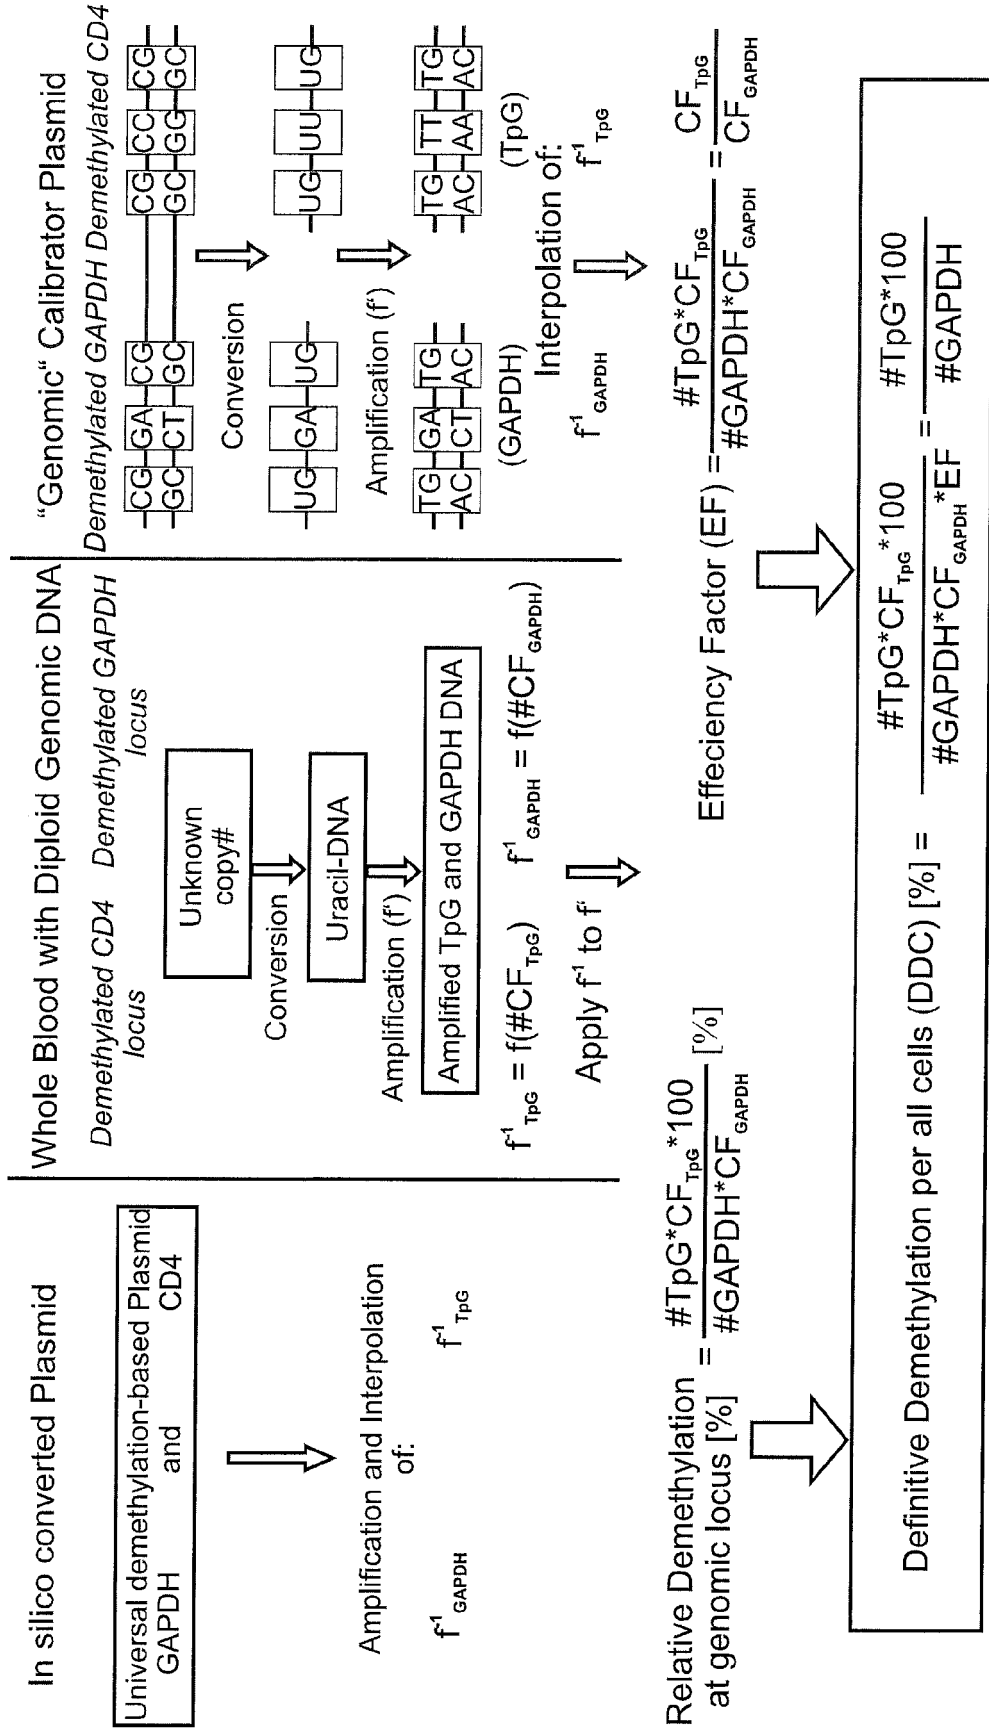 In silico converted Plasmid
Universal demethylation-based Plasmid
GAPDH and CD4
Amplification and Interpolation
of:
f⁻¹GAPDH f⁻¹TpG
Whole Blood with Diploid Genomic DNA
Demethylated CD4 Demethylated GAPDH
locus locus
Unknown
copy#
Conversion
Uracil-DNA
Amplification (f')
Amplified TpG and GAPDH DNA
f⁻¹TpG = f(#CFTpG) f⁻¹GAPDH = f(#CFGAPDH)
Apply f⁻¹ to f'
"Genomic" Calibrator Plasmid
Demethylated GAPDH Demethylated CD4
CG GA CG CG CC CG
GC CT GC GC GG GC
Conversion
UG GA UG UG UU UG
Amplification (f')
TG GA TG TG TT TG
AC CT AC AC AA AC
(GAPDH) (TpG)
Interpolation of:
f⁻¹GAPDH f⁻¹TpG
Relative Demethylation
at genomic locus [%]
= #TpG*CFTpG*100 [%]
#GAPDH*CFGAPDH
Effeciency Factor (EF) = #TpG*CFTpG = CFTpG
#GAPDH*CFGAPDH CFGAPDH
Definitive Demethylation per all cells (DDC) [%] = #TpG*CFTpG*100 = #TpG*100
#GAPDH*CFGAPDH*EF #GAPDH